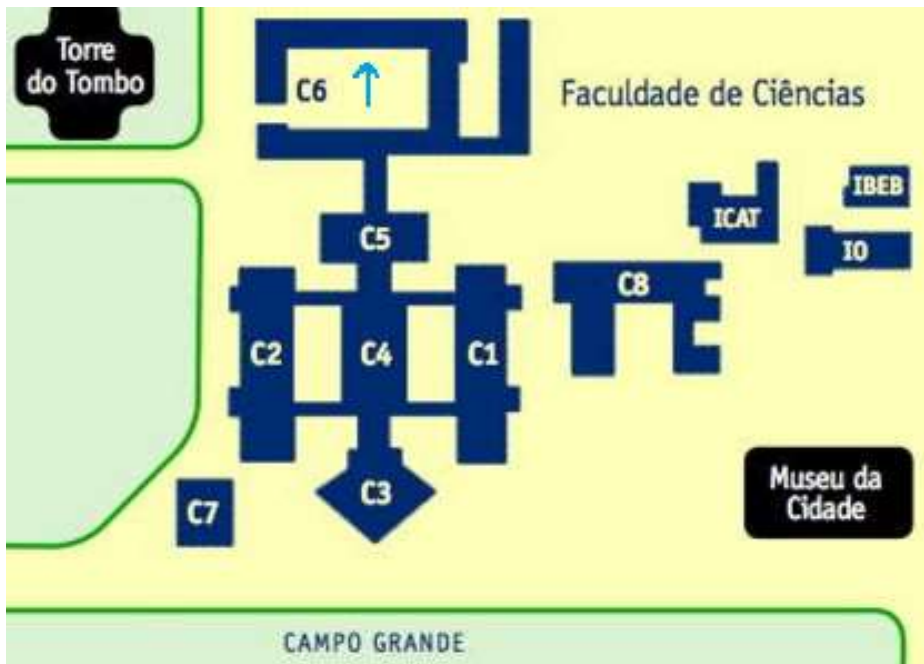 Torre
do Tombo
C6
Faculdade de Ciências
IBEB
ICAT
C5
IO
C8
C2
C4
C1
C3
Museu da
Cidade
C7
CAMPO GRANDE